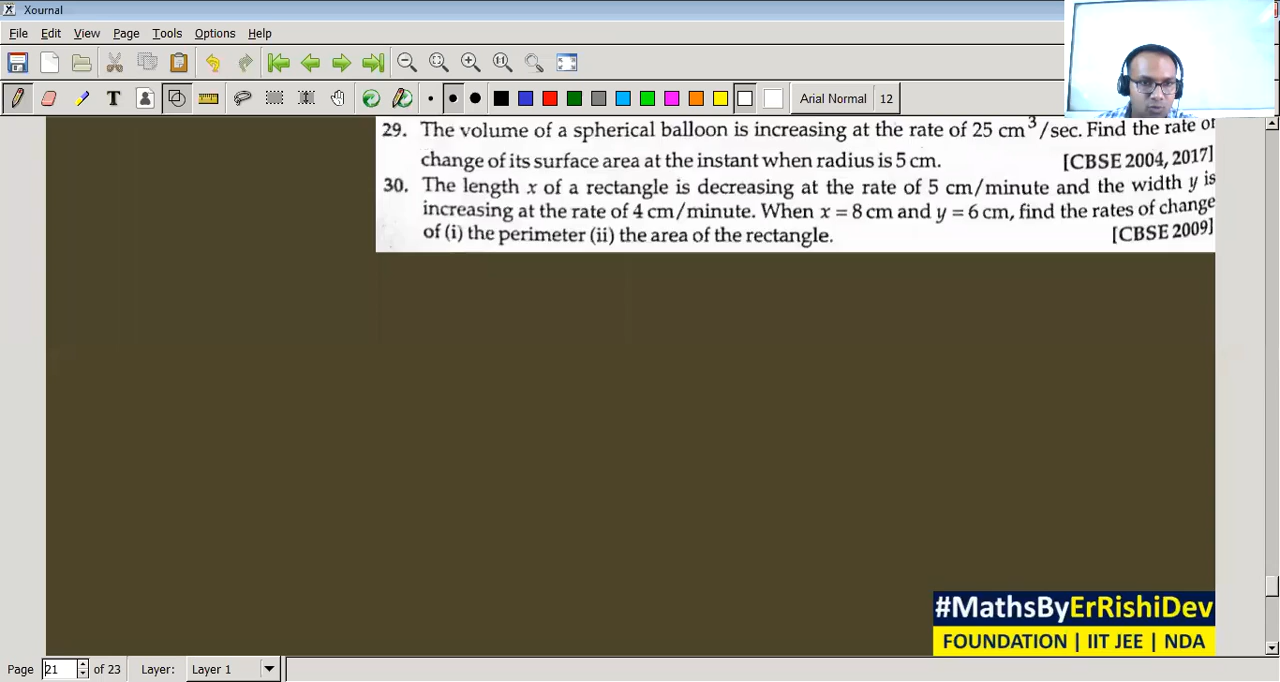 Xournal
File Edit View Page Tools Options Help
T Arial Normal 12
29. The volume of a spherical balloon is increasing at the rate of 25 cm³/sec. Find the rate of
change of its surface area at the instant when radius is 5 cm. [CBSE 2004, 2017]
30. The length x of a rectangle is decreasing at the rate of 5 cm/minute and the width y is
increasing at the rate of 4 cm/minute. When x = 8 cm and y = 6 cm, find the rates of change
of (i) the perimeter (ii) the area of the rectangle. [CBSE 2009]
#MathsByErRishiDev
FOUNDATION | IIT JEE | NDA
Page 21 of 23 Layer: Layer 1